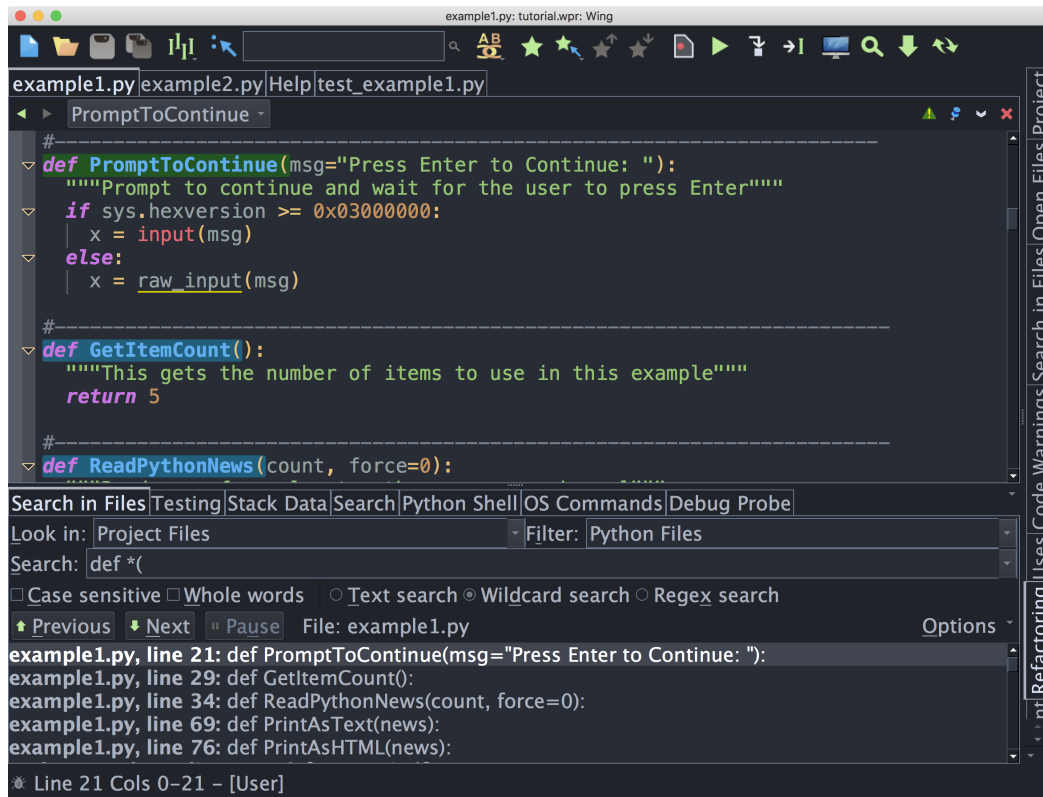 example1.py: tutorial.wpr: Wing
AB
example1.py example2.py Help test_example1.py
PromptToContinue
#----------------------------------------------------------------------
def PromptToContinue(msg="Press Enter to Continue: "):
"""Prompt to continue and wait for the user to press Enter"""
if sys.hexversion >= 0x03000000:
x = input(msg)
else:
x = raw_input(msg)
#-----------------------------------------------------------------------
def GetItemCount():
"""This gets the number of items to use in this example"""
return 5
#-----------------------------------------------------------------------
def ReadPythonNews(count, force=0):
Search in Files Testing Stack Data Search Python Shell OS Commands Debug Probe
Look in: Project Files Filter: Python Files
Search: def *(
Case sensitive Whole words Text search Wildcard search Regex search
Previous Next Pause File: example1.py Options
example1.py, line 21: def PromptToContinue(msg="Press Enter to Continue: "):
example1.py, line 29: def GetItemCount():
example1.py, line 34: def ReadPythonNews(count, force=0):
example1.py, line 69: def PrintAsText(news):
example1.py, line 76: def PrintAsHTML(news):
Line 21 Cols 0-21 - [User]
Project
Open Files
Search in Files
Code Warnings
Uses
Refactoring